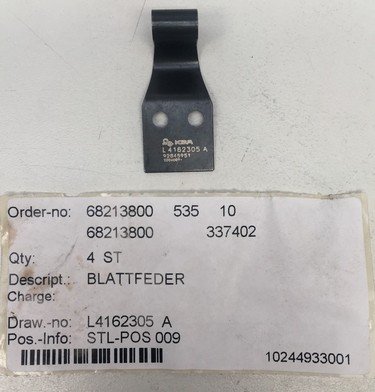 KBA
L4162305 A
Order-no: 68213800 535 10
68213800 337402
Qty: 4 ST
Descript.: BLATTFEDER
Charge:
Draw.-no: L4162305 A
Pos.-Info: STL-POS 009
10244933001